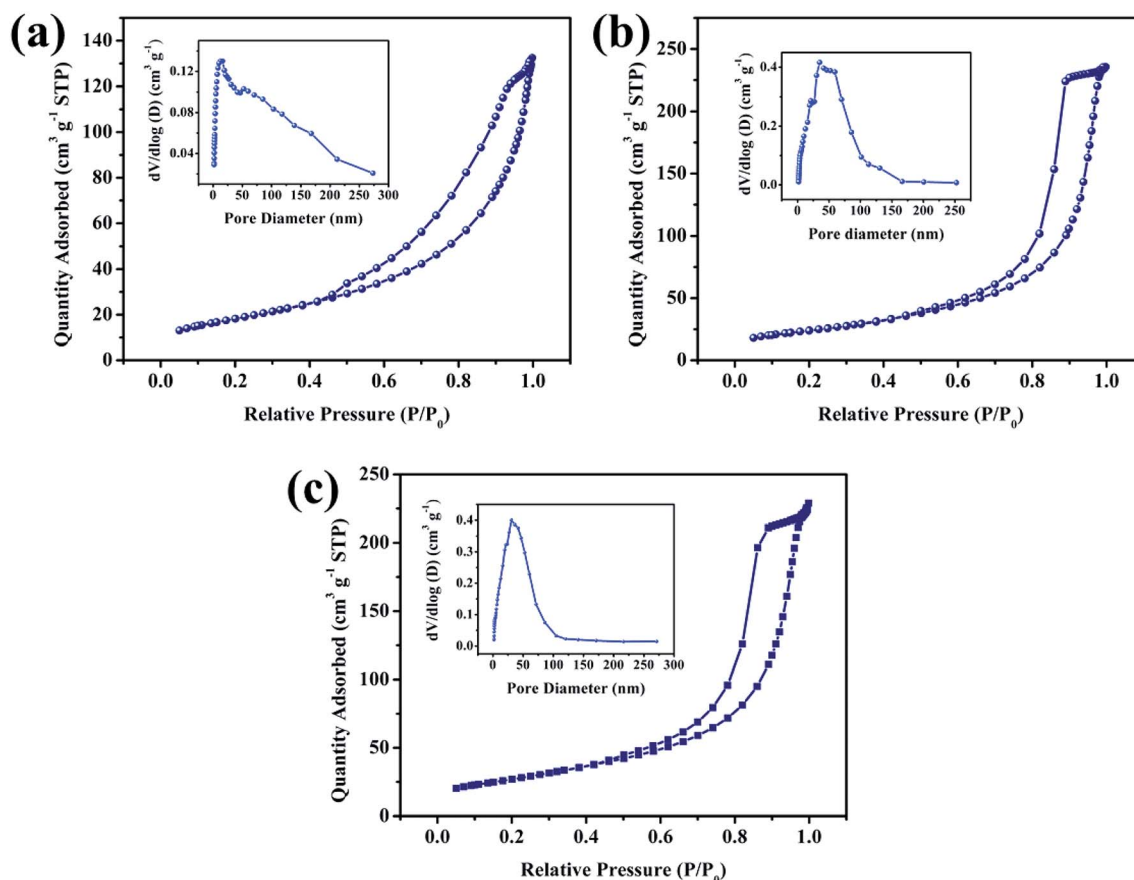 (a)
140
120
100
80
60
40
20
0
Quantity Adsorbed (cm³ g⁻¹ STP)
0.0 0.2 0.4 0.6 0.8 1.0
Relative Pressure (P/P₀)
0.12
0.08
0.04
dV/dlog (D) (cm³ g⁻¹)
0 50 100 150 200 250 300
Pore Diameter (nm)
(b)
250
225
200
175
150
125
100
75
50
25
0
Quantity Adsorbed (cm³ g⁻¹ STP)
0.0 0.2 0.4 0.6 0.8 1.0
Relative Pressure (P/P₀)
0.4
0.2
0.0
dV/dlog (D) (cm³ g⁻¹)
0 50 100 150 200 250
Pore diameter (nm)
(c)
250
200
150
100
50
0
Quantity Adsorbed (cm³ g⁻¹ STP)
0.0 0.2 0.4 0.6 0.8 1.0
Relative Pressure (P/P₀)
0.4
0.3
0.2
0.1
0.0
dV/dlog (D) (cm³ g⁻¹)
0 50 100 150 200 250 300
Pore Diameter (nm)